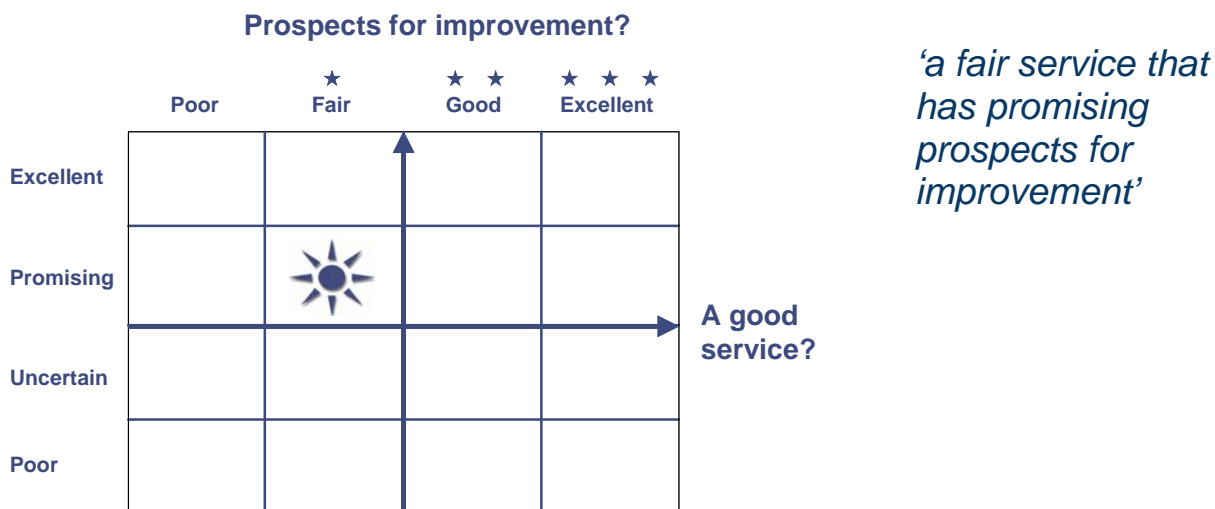 Prospects for improvement?
‘a fair service that
has promising
prospects for
improvement’
★ ★ ★ ★ ★ ★
Poor Fair Good Excellent
Excellent
Promising
A good
service?
Uncertain
Poor